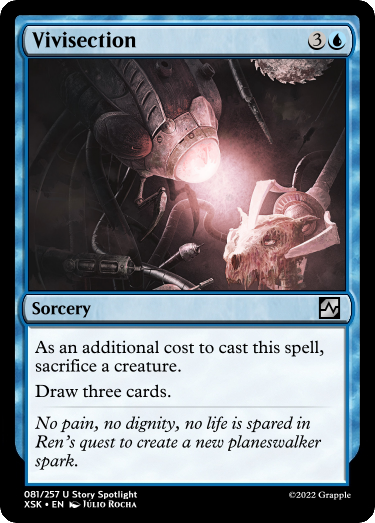 Vivisection 3
Sorcery
As an additional cost to cast this spell,
sacrifice a creature.
Draw three cards.
No pain, no dignity, no life is spared in
Ren's quest to create a new planeswalker
spark.
081/257 U Story Spotlight
XSK • EN Júlio Rocha
©2022 Grapple